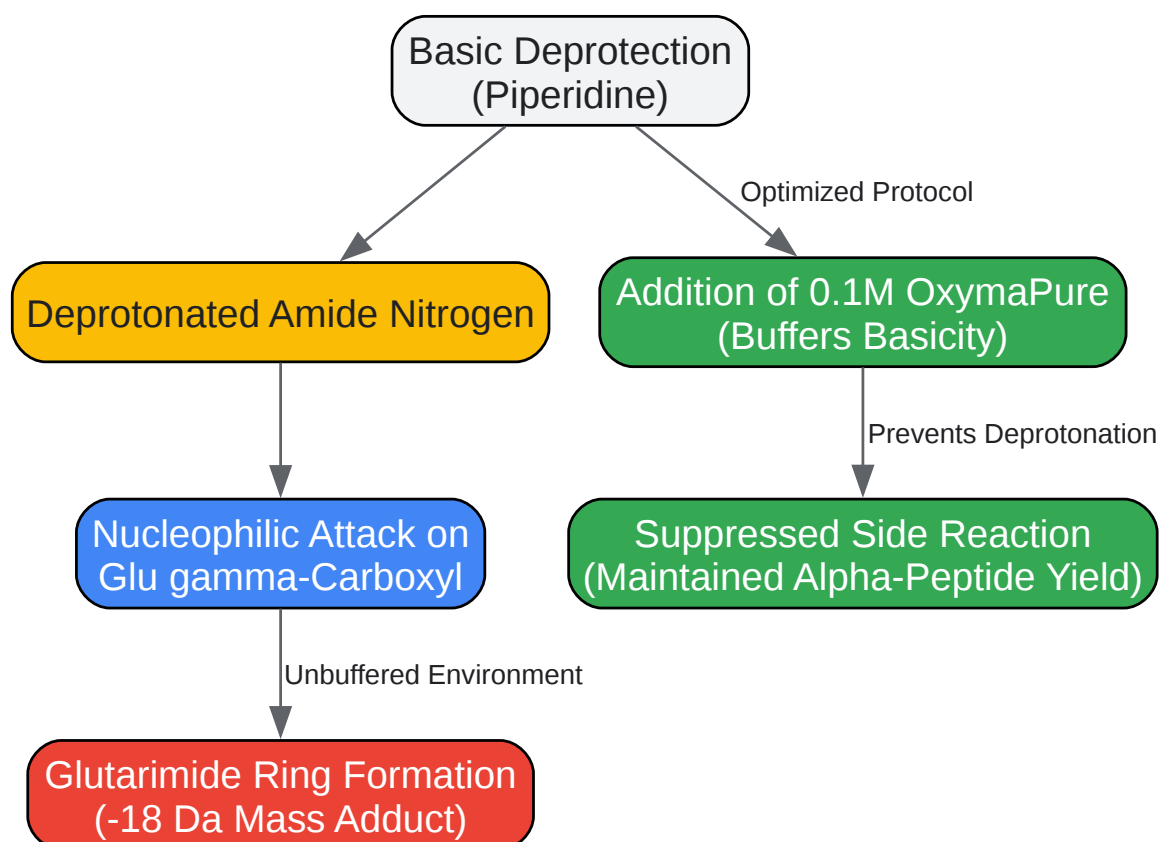 Basic Deprotection
(Piperidine)
Optimized Protocol
Deprotonated Amide Nitrogen
Addition of 0.1M OxymaPure
(Buffers Basicity)
Prevents Deprotonation
Nucleophilic Attack on
Glu gamma-Carboxyl
Suppressed Side Reaction
(Maintained Alpha-Peptide Yield)
Unbuffered Environment
Glutarimide Ring Formation
(-18 Da Mass Adduct)